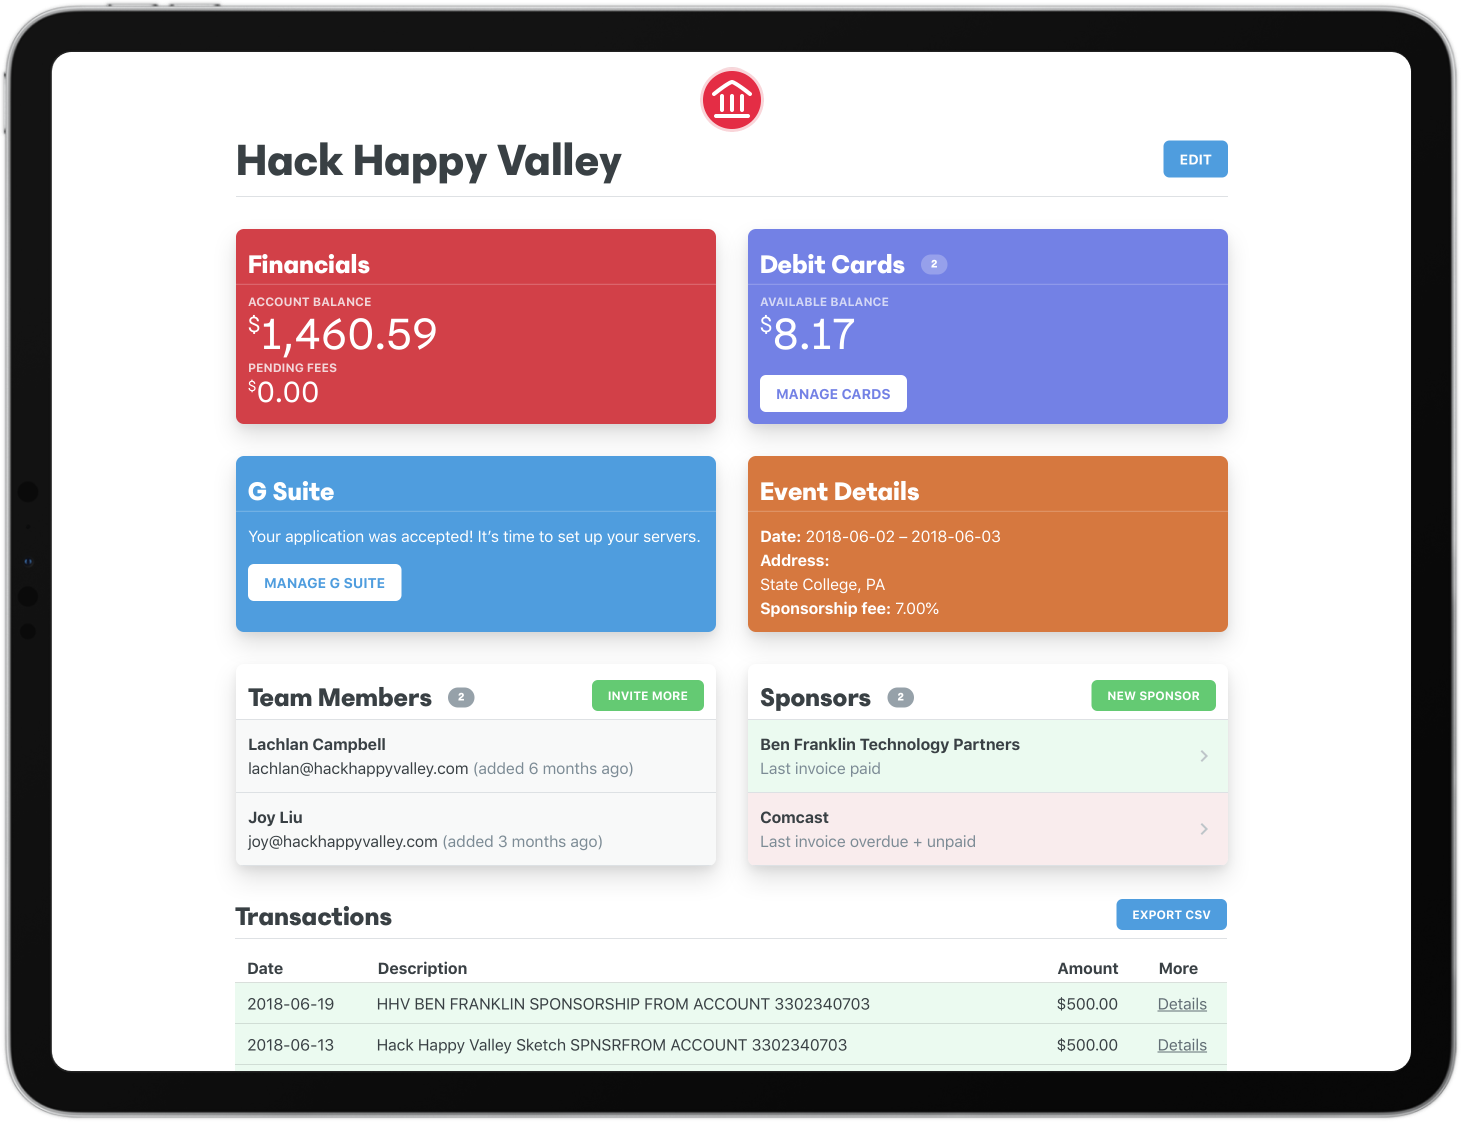 Hack Happy Valley
EDIT
Financials
ACCOUNT BALANCE
$1,460.59
PENDING FEES
$0.00
Debit Cards 2
AVAILABLE BALANCE
$8.17
MANAGE CARDS
G Suite
Your application was accepted! It’s time to set up your servers.
MANAGE G SUITE
Event Details
Date: 2018-06-02 – 2018-06-03
Address:
State College, PA
Sponsorship fee: 7.00%
Team Members 2 INVITE MORE
Lachlan Campbell
lachlan@hackhappyvalley.com (added 6 months ago)
Joy Liu
joy@hackhappyvalley.com (added 3 months ago)
Sponsors 2 NEW SPONSOR
Ben Franklin Technology Partners
Last invoice paid
Comcast
Last invoice overdue + unpaid
Transactions EXPORT CSV
Date Description Amount More
2018-06-19 HHV BEN FRANKLIN SPONSORSHIP FROM ACCOUNT 3302340703 $500.00 Details
2018-06-13 Hack Happy Valley Sketch SPNSRFROM ACCOUNT 3302340703 $500.00 Details